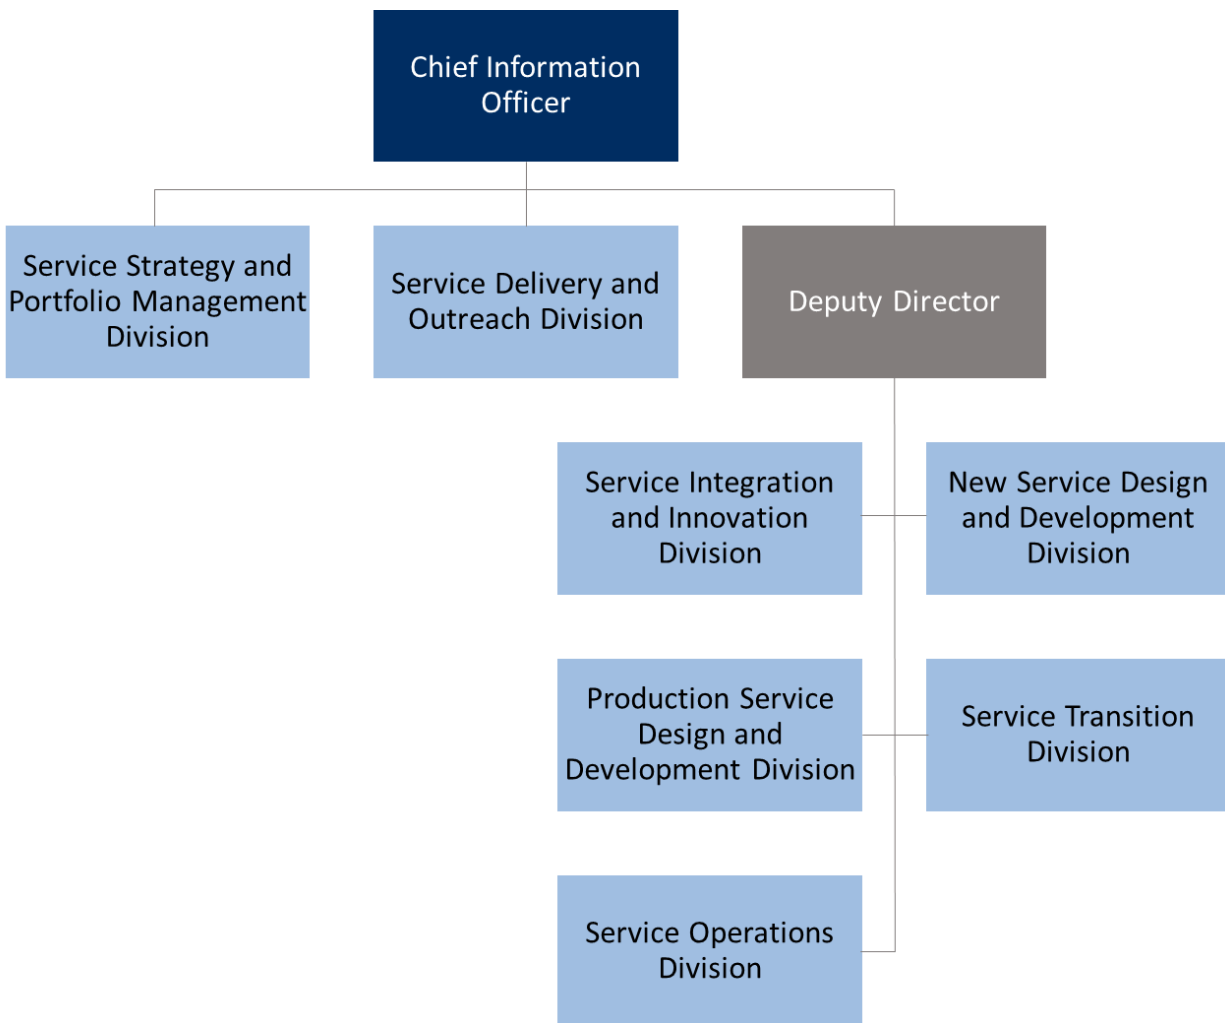 Chief Information
Officer
Service Strategy and
Portfolio Management
Division
Service Delivery and
Outreach Division
Deputy Director
Service Integration
and Innovation
Division
New Service Design
and Development
Division
Production Service
Design and
Development Division
Service Transition
Division
Service Operations
Division